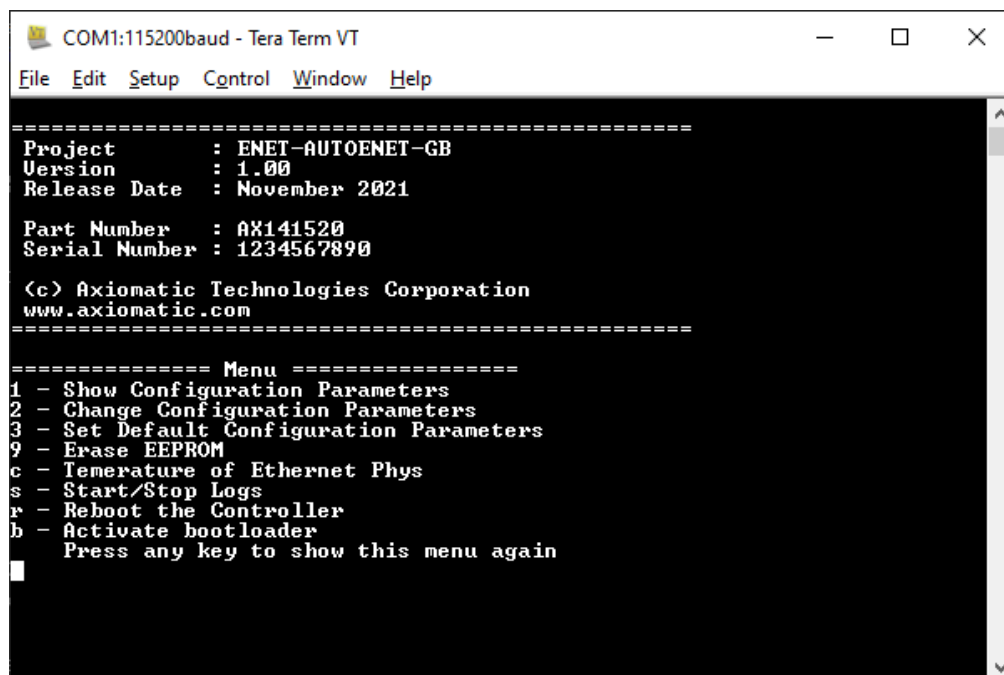 COM1:115200baud - Tera Term VT
File Edit Setup Control Window Help
===================================================
Project : ENET-AUTOENET-GB
Version : 1.00
Release Date : November 2021
Part Number : AX141520
Serial Number : 1234567890
(c) Axiomatic Technologies Corporation
www.axiomatic.com
===================================================
=============== Menu =================
1 - Show Configuration Parameters
2 - Change Configuration Parameters
3 - Set Default Configuration Parameters
9 - Erase EEPROM
c - Temerature of Ethernet Phys
s - Start/Stop Logs
r - Reboot the Controller
b - Activate bootloader
Press any key to show this menu again